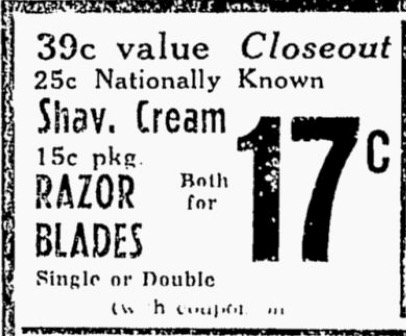 39c value Closeout
25c Nationally Known
Shav. Cream
15c pkg.
RAZOR
BLADES
Both
for
17c
Single or Double